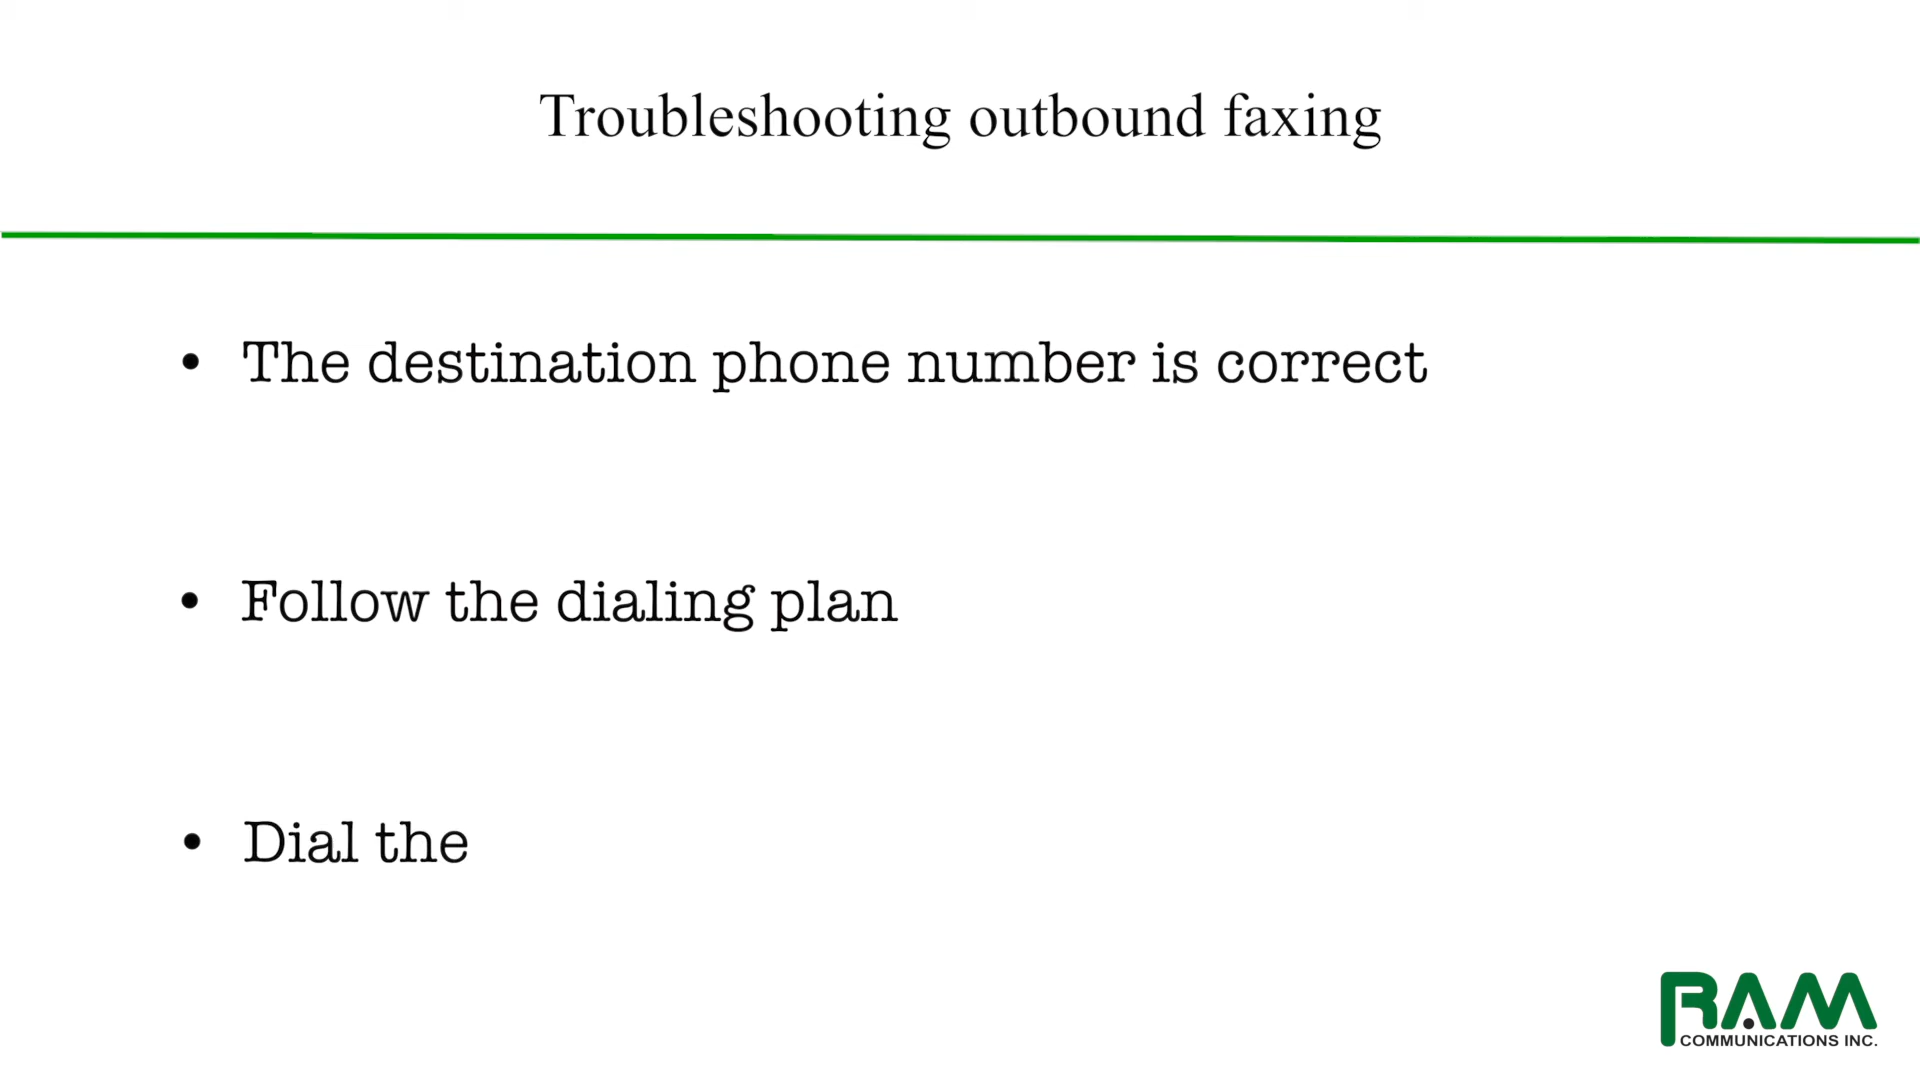 Troubleshooting outbound faxing
• The destination phone number is correct
• Follow the dialing plan
• Dial the
RAM
COMMUNICATIONS INC.